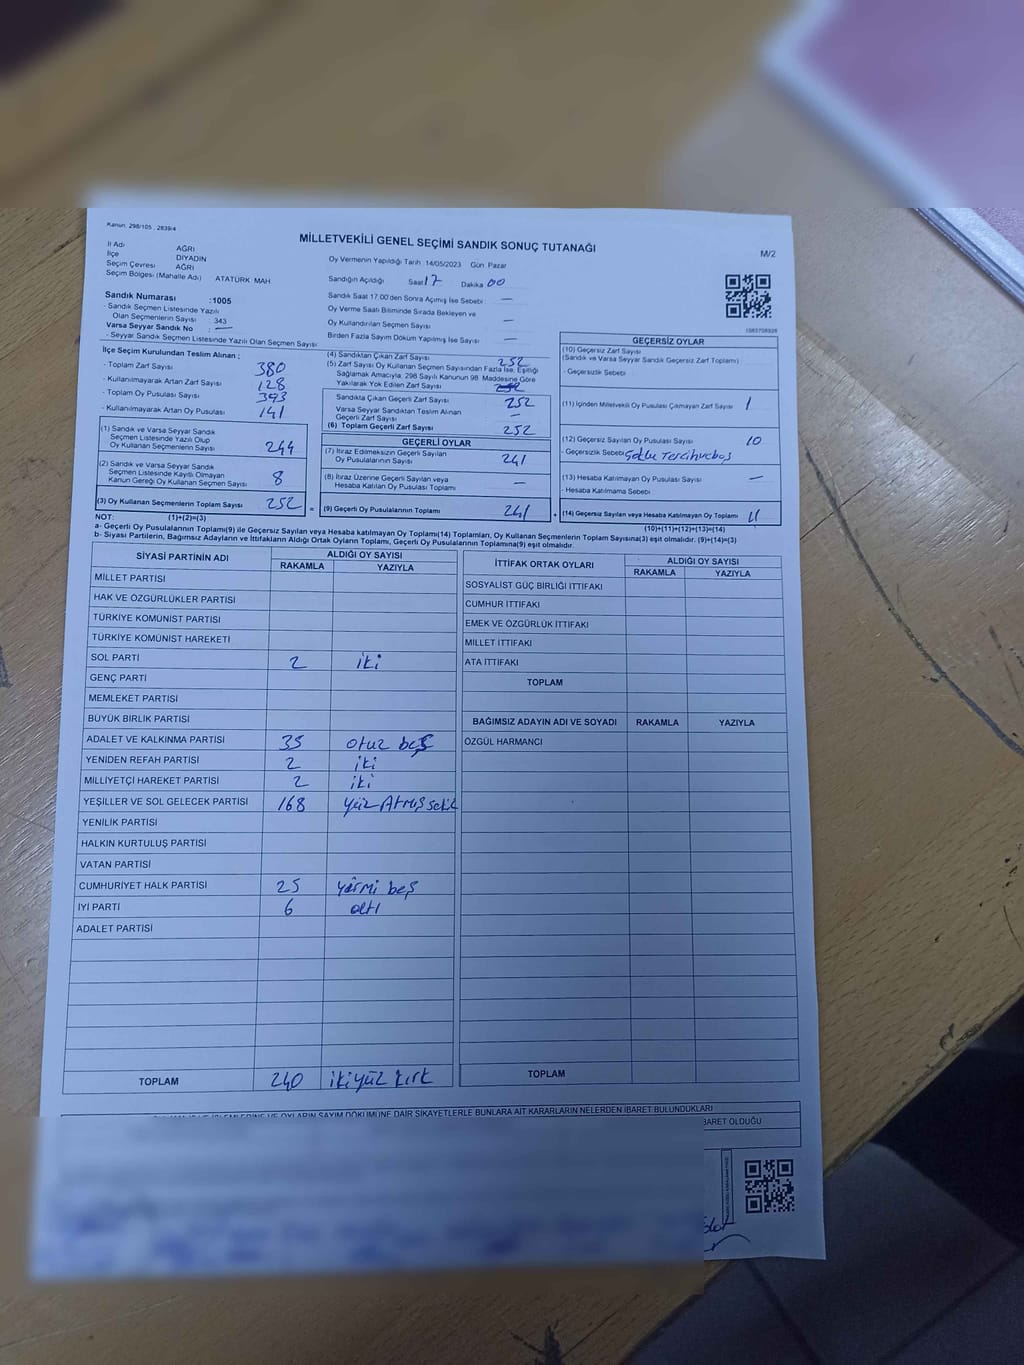 Kanun: 298/105 , 2839/4
MİLLETVEKİLİ GENEL SEÇİMİ SANDIK SONUÇ TUTANAĞI
M/2
İl Adı AĞRI
İlçe DİYADİN
Seçim Çevresi AĞRI
Seçim Bölgesi (Mahalle Adı) ATATÜRK MAH
Oy Vermenin Yapıldığı Tarih :14/05/2023 Gün: Pazar
Sandığın Açıldığı Saat 17 Dakika 00
Sandık Saat 17.00'den Sonra Açılmış İse Sebebi : —
Oy Verme Saati Bitiminde Sırada Bekleyen ve
Oy Kullandırılan Seçmen Sayısı —
Birden Fazla Sayım Döküm Yapılmış İse Sayısı : —
Sandık Numarası :1005
- Sandık Seçmen Listesinde Yazılı
Olan Seçmenlerin Sayısı : 343
Varsa Seyyar Sandık No : —
- Seyyar Sandık Seçmen Listesinde Yazılı Olan Seçmen Sayısı
İlçe Seçim Kurulundan Teslim Alınan ;
- Toplam Zarf Sayısı 380
- Kullanılmayarak Artan Zarf Sayısı 128
- Toplam Oy Pusulası Sayısı 393
- Kullanılmayarak Artan Oy Pusulası 141
(1) Sandık ve Varsa Seyyar Sandık
Seçmen Listesinde Yazılı Olup
Oy Kullanan Seçmenlerin Sayısı 244
(2) Sandık ve Varsa Seyyar Sandık
Seçmen Listesinde Kayıtlı Olmayan
Kanun Gereği Oy Kullanan Seçmen Sayısı 8
(3) Oy Kullanan Seçmenlerin Toplam Sayısı 252
(4) Sandıktan Çıkan Zarf Sayısı 252
(5) Zarf Sayısı Oy Kullanan Seçmen Sayısından Fazla İse, Eşitliği
Sağlamak Amacıyla, 298 Sayılı Kanunun 98. Maddesine Göre
Yakılarak Yok Edilen Zarf Sayısı
Sandıkta Çıkan Geçerli Zarf Sayısı 252
Varsa Seyyar Sandıktan Teslim Alınan
Geçerli Zarf Sayısı —
(6) Toplam Geçerli Zarf Sayısı 252
GEÇERLİ OYLAR
(7) İtiraz Edilmeksizin Geçerli Sayılan
Oy Pusulalarının Sayısı 241
(8) İtiraz Üzerine Geçerli Sayılan veya
Hesaba Katılan Oy Pusulası Toplamı —
= (9) Geçerli Oy Pusulalarının Toplamı 241
GEÇERSİZ OYLAR
(10) Geçersiz Zarf Sayısı
(Sandık ve Varsa Seyyar Sandık Geçersiz Zarf Toplamı)
- Geçersizlik Sebebi
(11) İçinden Milletvekili Oy Pusulası Çıkmayan Zarf Sayısı 1
(12) Geçersiz Sayılan Oy Pusulası Sayısı 10
- Geçersizlik Sebebi
(13) Hesaba Katılmayan Oy Pusulası Sayısı —
- Hesaba Katılmama Sebebi
+ (14) Geçersiz Sayılan veya Hesaba Katılmayan Oy Toplamı 11
NOT: (1)+(2)=(3)
(10)+(11)+(12)+(13)=(14)
a- Geçerli Oy Pusulalarının Toplamı(9) ile Geçersiz Sayılan veya Hesaba katılmayan Oy Toplamı(14) Toplamları, Oy Kullanan Seçmenlerin Toplam Sayısına(3) eşit olmalıdır. (9)+(14)=(3)
b- Siyasi Partilerin, Bağımsız Adayların ve İttifakların Aldığı Ortak Oyların Toplamı, Geçerli Oy Pusulalarının Toplamına(9) eşit olmalıdır.
SİYASİ PARTİNİN ADI
ALDIĞI OY SAYISI
RAKAMLA YAZIYLA
MİLLET PARTİSİ
HAK VE ÖZGÜRLÜKLER PARTİSİ
TÜRKİYE KOMÜNİST PARTİSİ
TÜRKİYE KOMÜNİST HAREKETİ
SOL PARTİ 2 iki
GENÇ PARTİ
MEMLEKET PARTİSİ
BÜYÜK BİRLİK PARTİSİ
ADALET VE KALKINMA PARTİSİ 35 otuz beş
YENİDEN REFAH PARTİSİ 2 iki
MİLLİYETÇİ HAREKET PARTİSİ 2 iki
YEŞİLLER VE SOL GELECEK PARTİSİ 168 yüz Atmış sekiz
YENİLİK PARTİSİ
HALKIN KURTULUŞ PARTİSİ
VATAN PARTİSİ
CUMHURİYET HALK PARTİSİ 25 yirmi beş
İYİ PARTİ 6 altı
ADALET PARTİSİ
TOPLAM 240 ikiyüz kırk
İTTİFAK ORTAK OYLARI
ALDIĞI OY SAYISI
RAKAMLA YAZIYLA
SOSYALİST GÜÇ BİRLİĞİ İTTİFAKI
CUMHUR İTTİFAKI
EMEK VE ÖZGÜRLÜK İTTİFAKI
MİLLET İTTİFAKI
ATA İTTİFAKI
TOPLAM
BAĞIMSIZ ADAYIN ADI VE SOYADI RAKAMLA YAZIYLA
ÖZGÜL HARMANCI
TOPLAM
OYLARIN SAYIM DÖKÜMÜNE DAİR ŞİKAYETLERLE BUNLARA AİT KARARLARIN NELERDEN İBARET BULUNDUKLARI
İBARET OLDUĞU